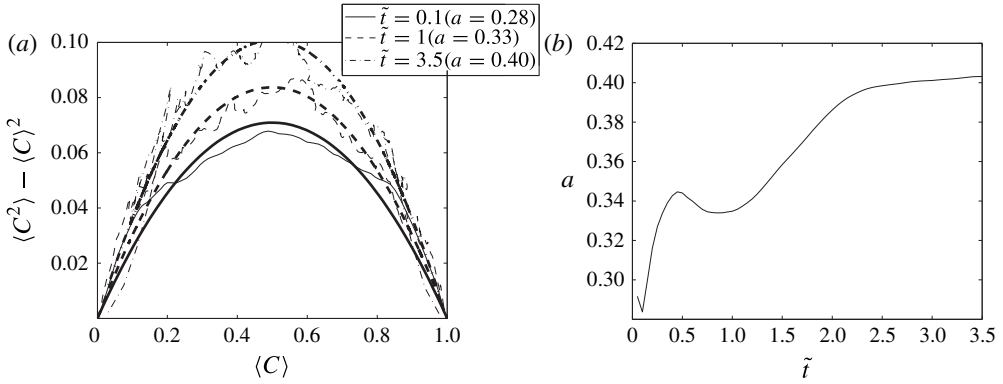 (a)
t̃ = 0.1(a = 0.28)
t̃ = 1(a = 0.33)
t̃ = 3.5(a = 0.40)
0.10
0.08
0.06
0.04
0.02
⟨C²⟩ − ⟨C⟩²
0 0.2 0.4 0.6 0.8 1.0
⟨C⟩
(b)
0.42
0.40
0.38
0.36
0.34
0.32
0.30
a
0 0.5 1.0 1.5 2.0 2.5 3.0 3.5
t̃